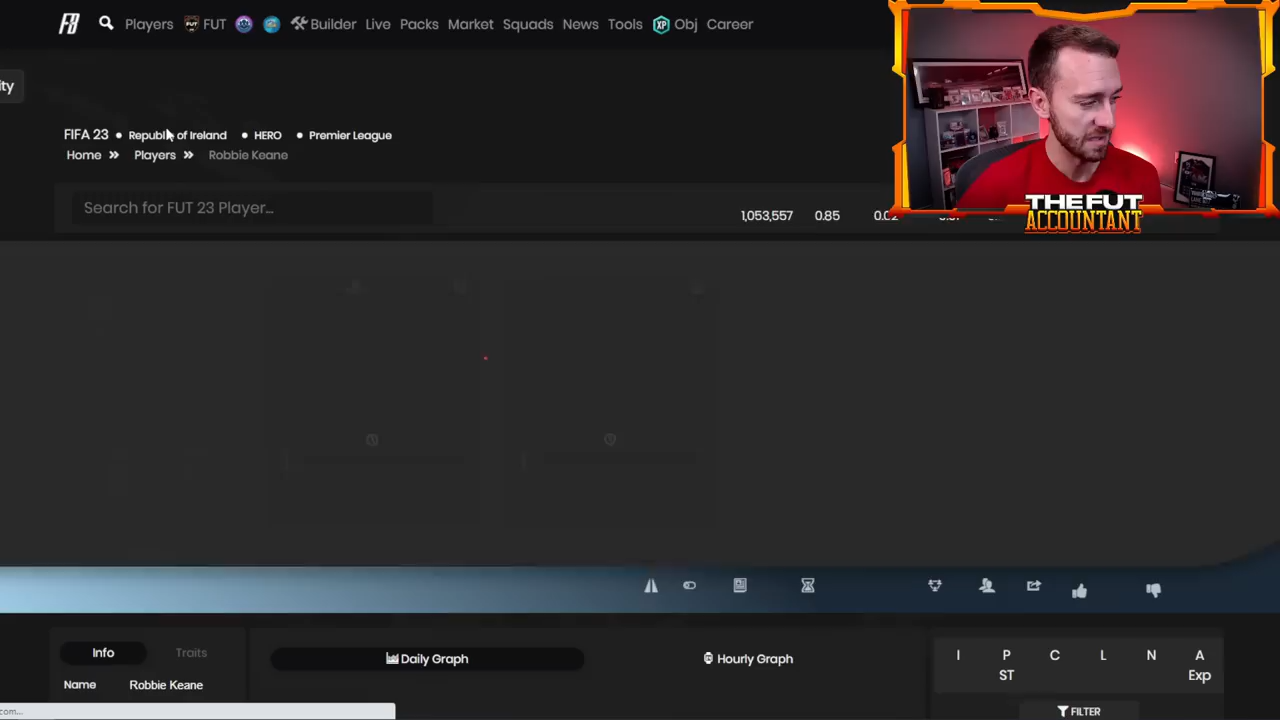 Players FUT Builder Live Packs Market Squads News Tools XP Obj Career
ity
FIFA 23 • Republic of Ireland • HERO • Premier League
Home » Players » Robbie Keane
Search for FUT 23 Player...
1,053,557 0.85
THE FUT
ACCOUNTANT
Info Traits
Daily Graph
Hourly Graph
I P C L N A
ST Exp
Name Robbie Keane
FILTER
com...